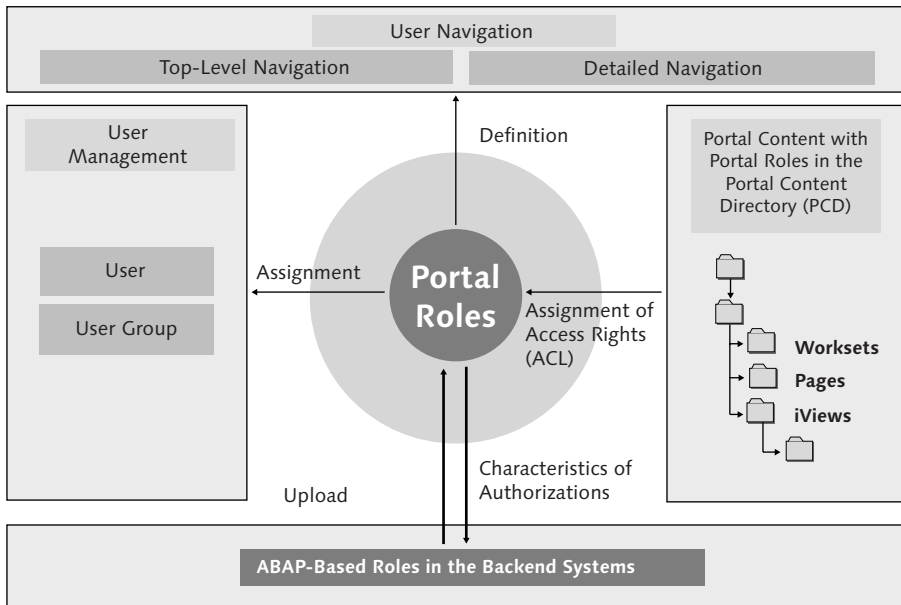 User Navigation
Top-Level Navigation
Detailed Navigation
User
Management
User
User Group
Definition
Assignment
Portal
Roles
Assignment of
Access Rights
(ACL)
Upload
Characteristics of
Authorizations
Portal Content with
Portal Roles in the
Portal Content
Directory (PCD)
Worksets
Pages
iViews
ABAP-Based Roles in the Backend Systems